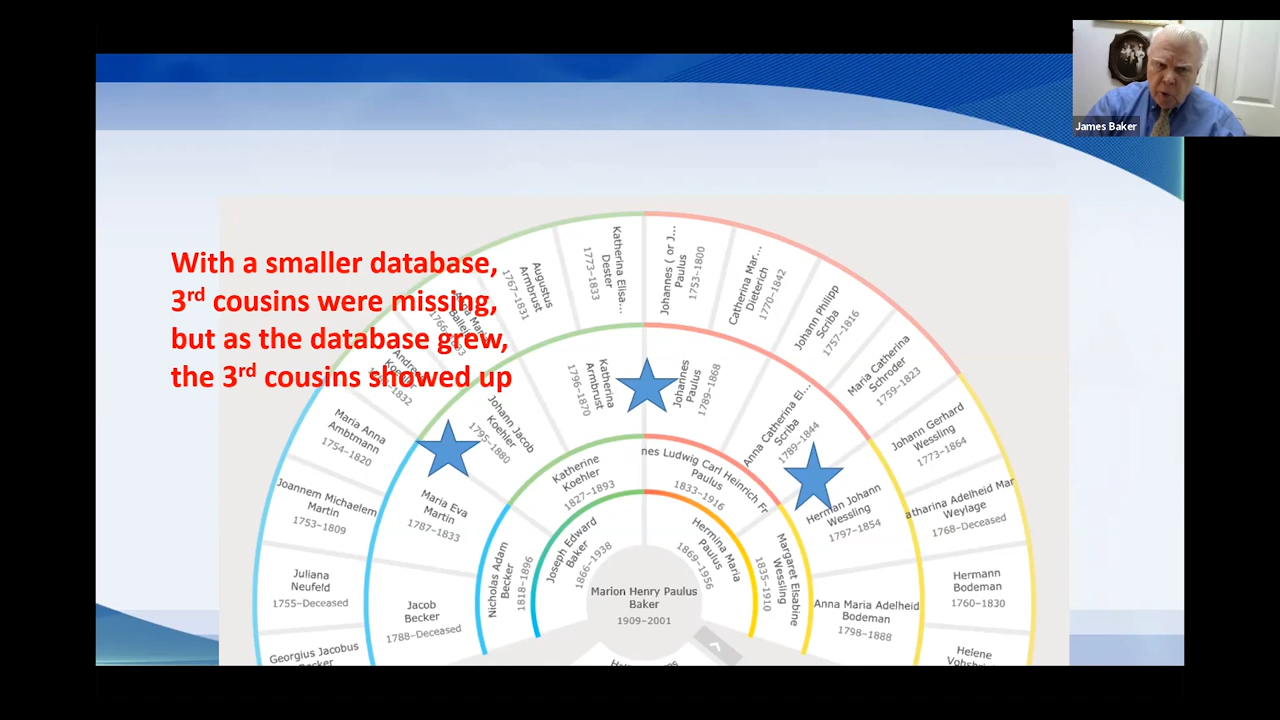 James Baker
With a smaller database,
3rd cousins were missing,
but as the database grew,
the 3rd cousins showed up
Georgius Jacobus
Juliana
Neufeld
1755–Deceased
Joannem Michaelem
Martin
1753–1809
Maria Anna
Ambtmann
1754–1820
1832
Augustus
Armbrust
1767–1831
Katherina Elisa...
Dester
1773–1833
Johannes ( or J...
Paulus
1753–1800
Catherina Mar...
Dieterich
1770–1842
Johann Philipp
Scriba
1757–1816
Maria Catherina
Schroder
1759–1823
Johann Gerhard
Wessling
1773–1864
atharina Adelheid Mar
Weylage
1768–Deceased
Hermann
Bodeman
1760–1830
Helene
Jacob
Becker
1788–Deceased
Maria Eva
Martin
1787–1833
Johann Jacob
Koehler
1795–1880
Katherina
Armbrust
1796–1870
Johannes
Paulus
1789–1868
Anna Catherina El...
Scriba
1789–1844
Herman Johann
Wessling
1797–1854
Anna Maria Adelheid
Bodeman
1798–1888
Nicholas Adam
Becker
1818–1896
Katherine
Koehler
1827–1893
nes Ludwig Carl Heinrich Fr
Paulus
1833–1916
Margaret Elsabine
Wessling
1835–1910
Joseph Edward
Baker
1866–1938
Hermina Maria
Paulus
1869–1956
Marion Henry Paulus
Baker
1909–2001